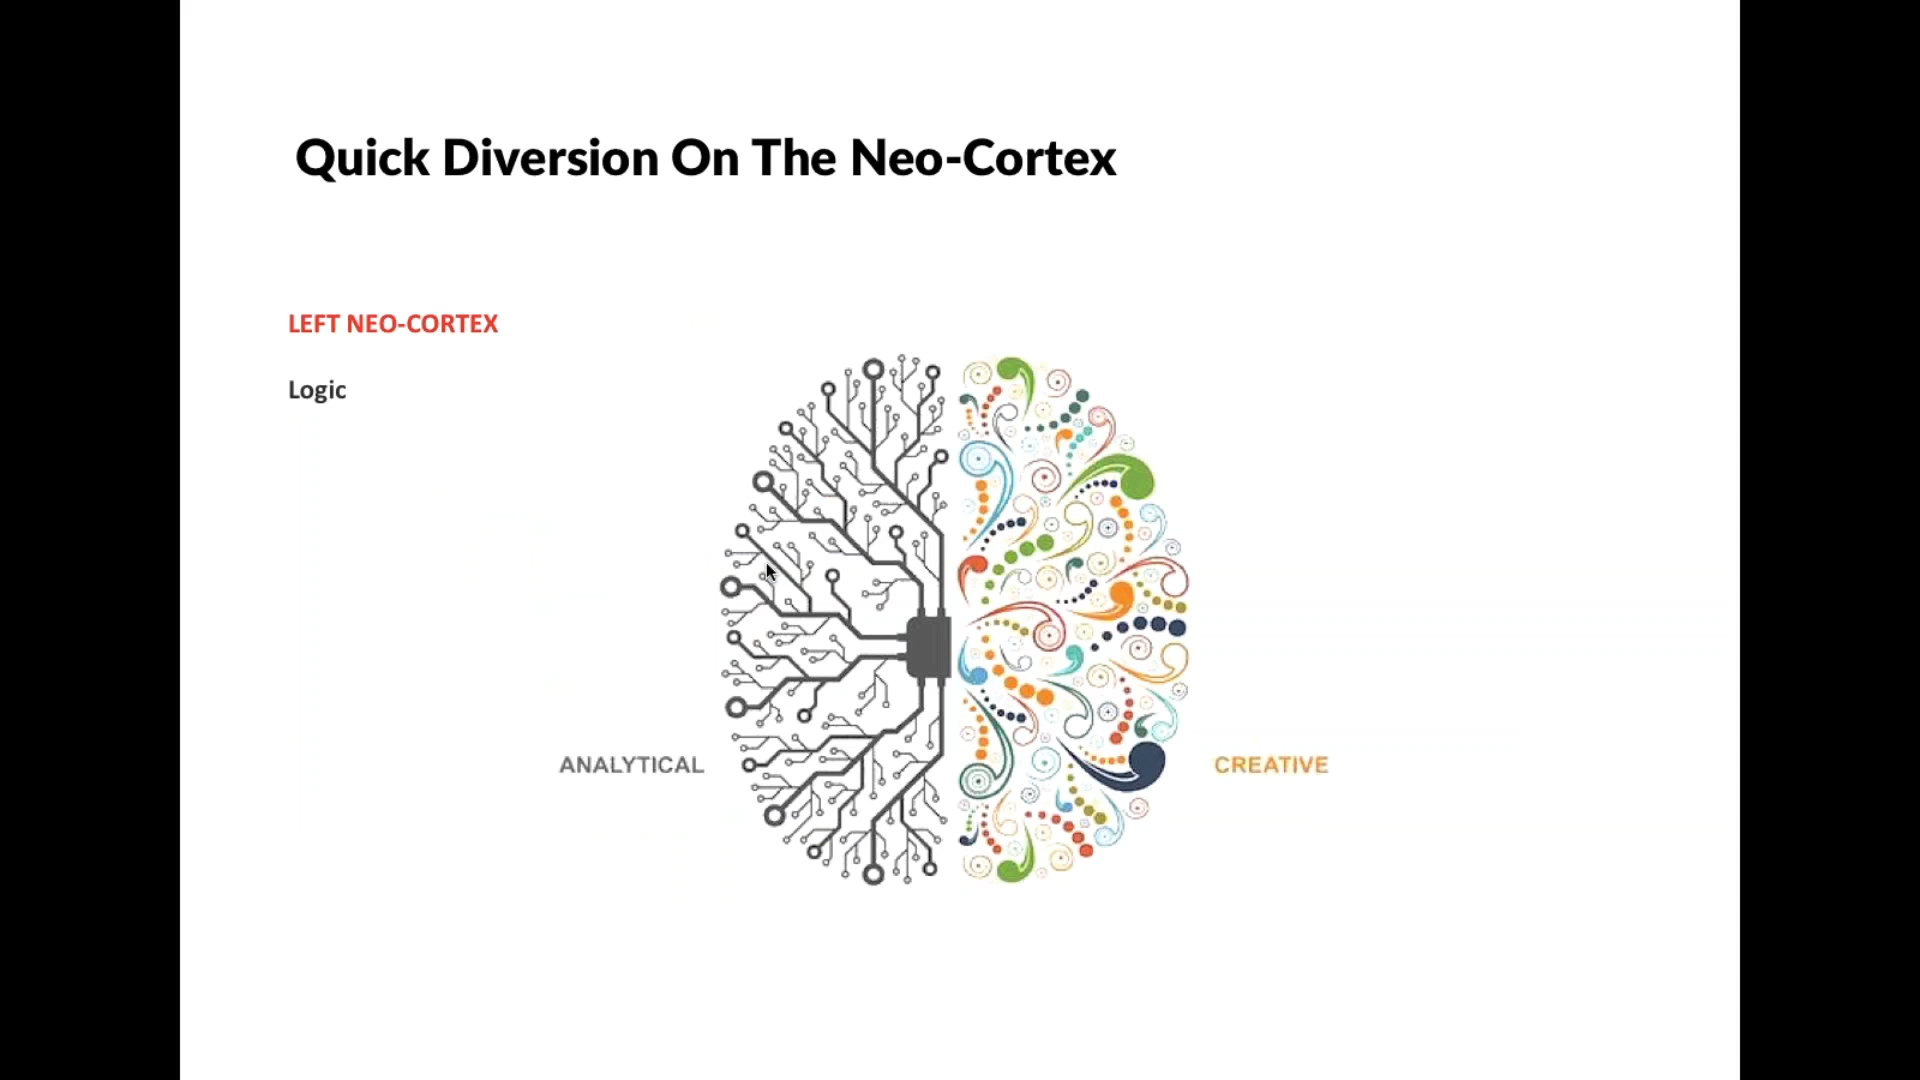 Quick Diversion On The Neo-Cortex
LEFT NEO-CORTEX
Logic
ANALYTICAL
CREATIVE